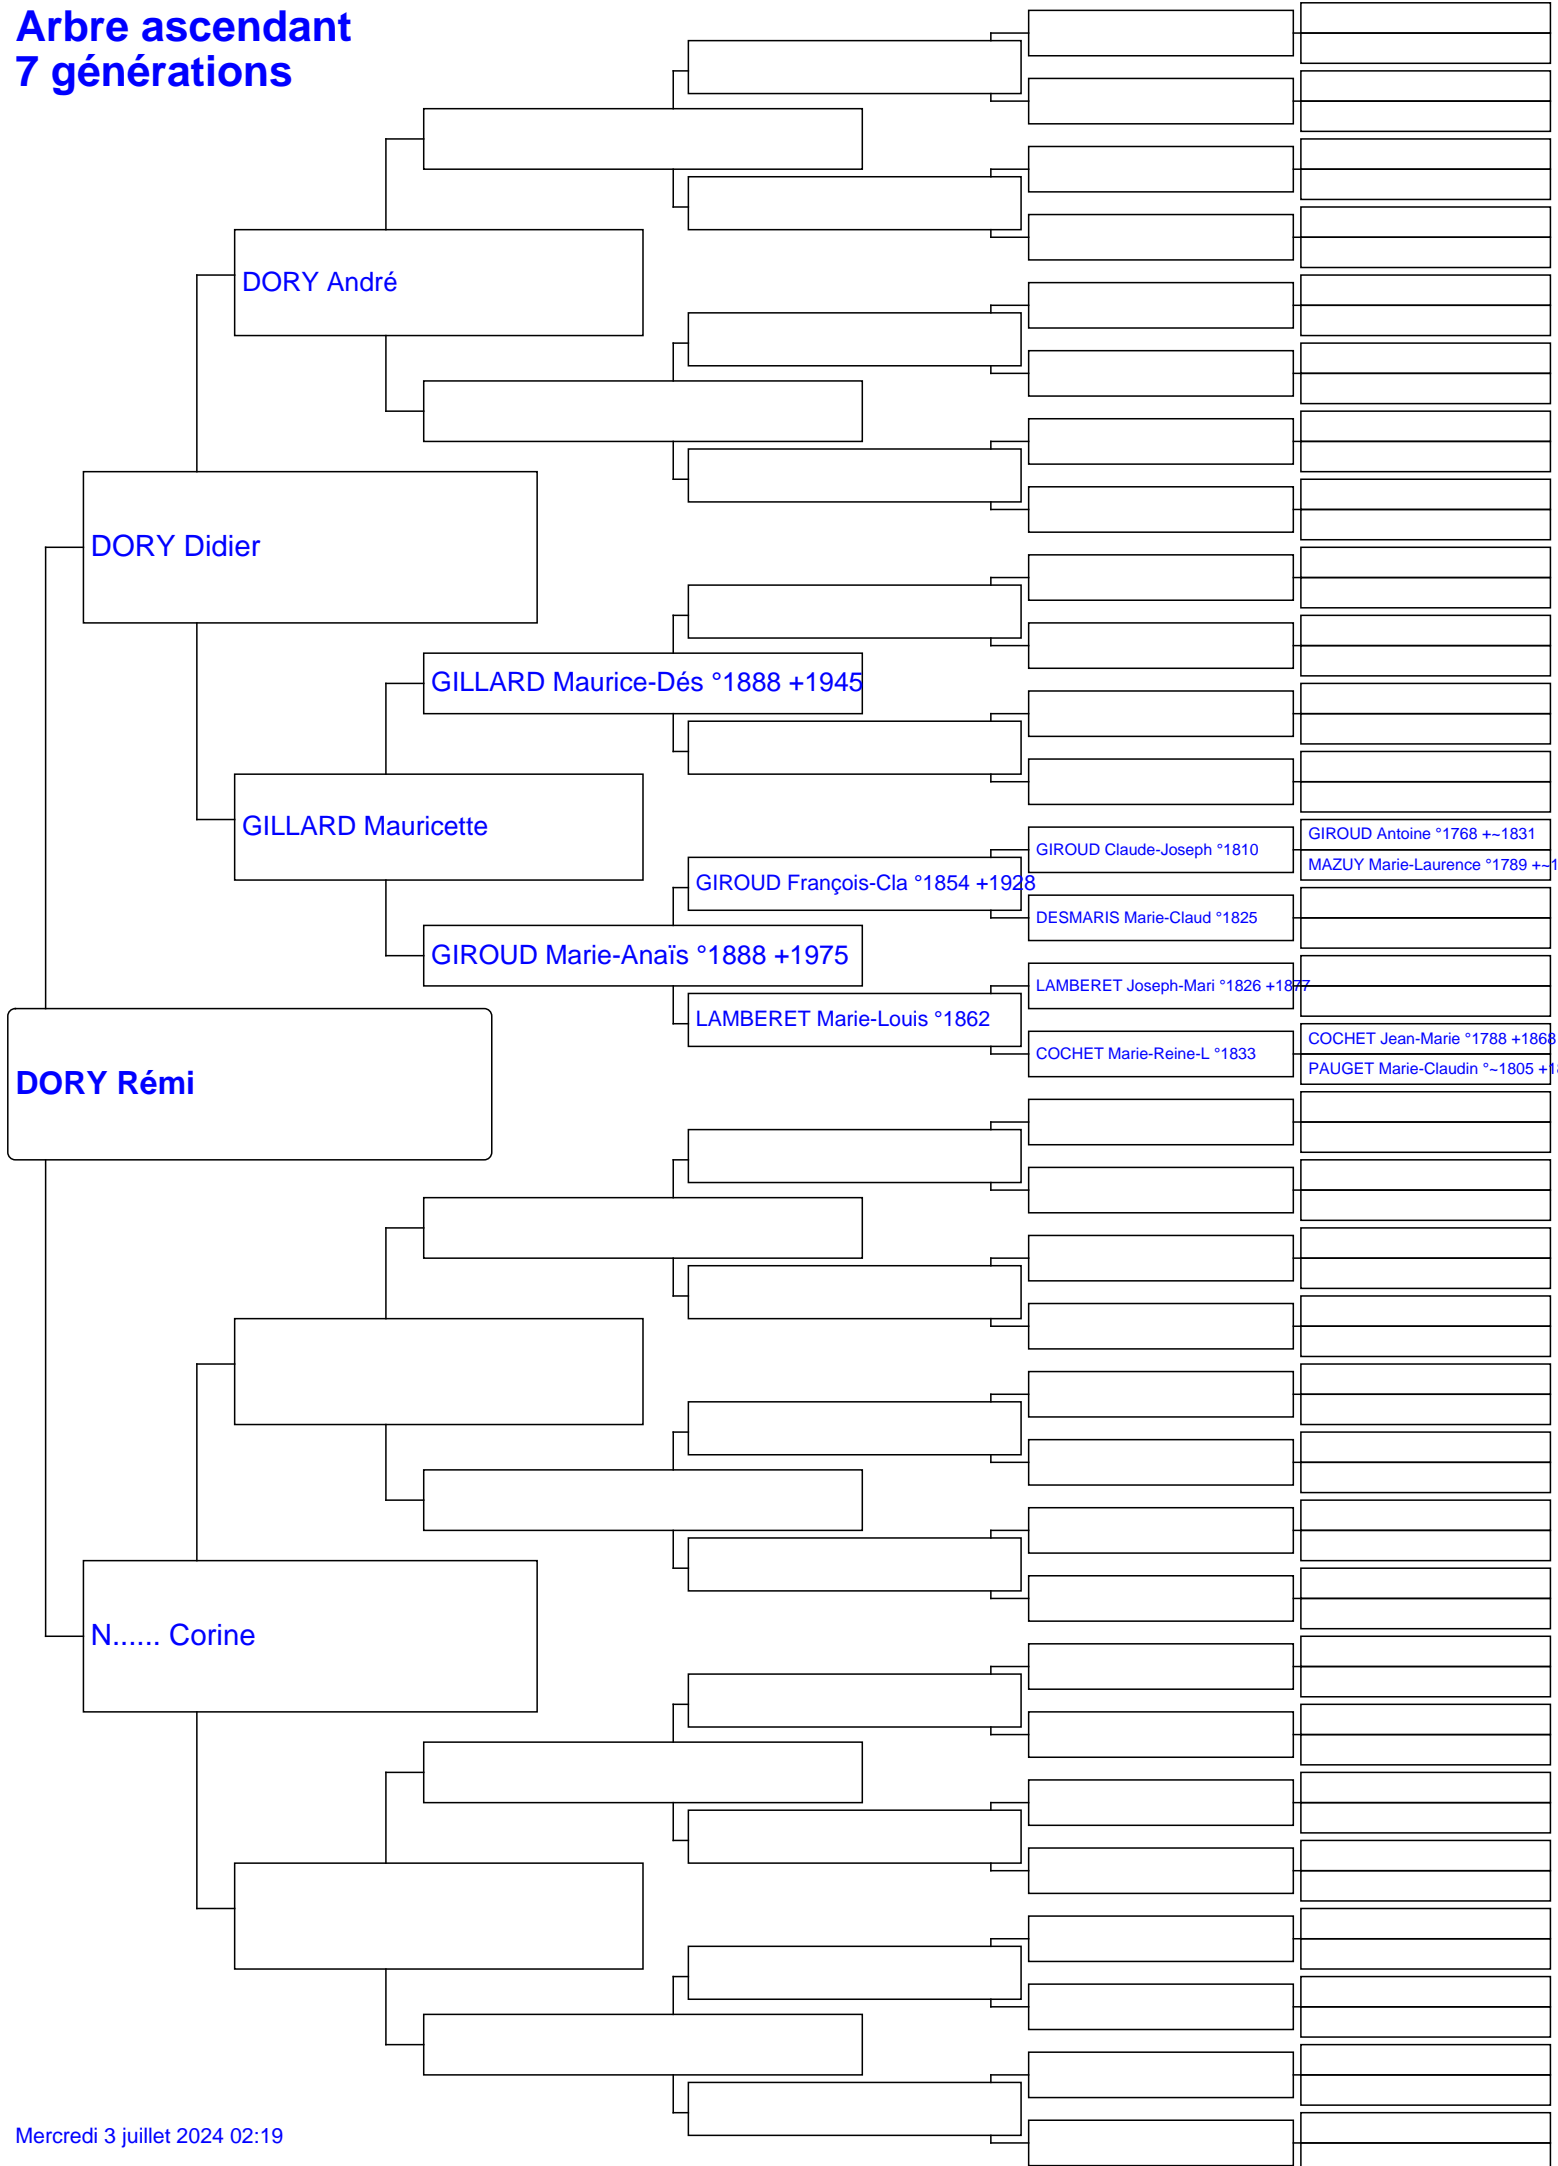 Arbre ascendant
7 générations
DORY André
DORY Didier
GILLARD Maurice-Dés °1888 +1945
GILLARD Mauricette
GIROUD Antoine °1768 +~1831
GIROUD Claude-Joseph °1810
MAZUY Marie-Laurence °1789 +~1
GIROUD François-Cla °1854 +1928
DESMARIS Marie-Claud °1825
GIROUD Marie-Anaïs °1888 +1975
LAMBERET Joseph-Mari °1826 +1877
LAMBERET Marie-Louis °1862
COCHET Jean-Marie °1788 +1868
COCHET Marie-Reine-L °1833
PAUGET Marie-Claudin °~1805 +18
DORY Rémi
N...... Corine
Mercredi 3 juillet 2024 02:19